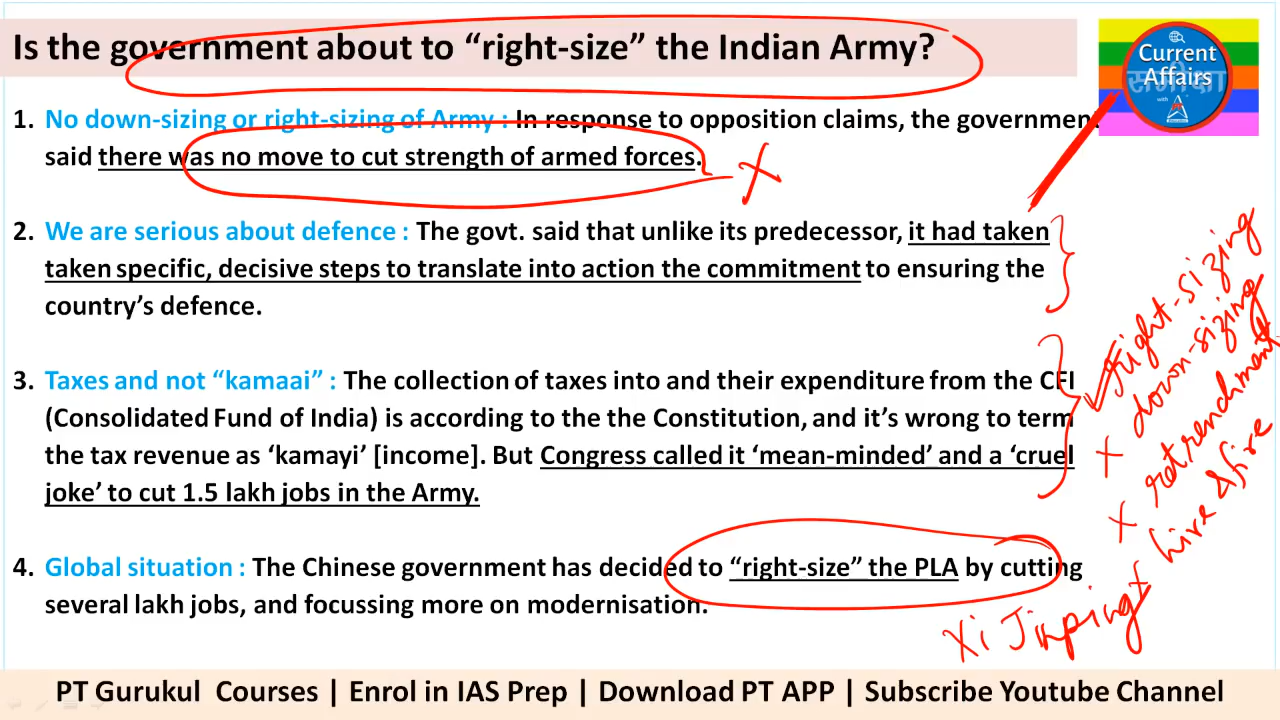 Is the government about to “right-size” the Indian Army?
Current
Affairs
with
1. No down-sizing or right-sizing of Army : In response to opposition claims, the government
said there was no move to cut strength of armed forces.
X
2. We are serious about defence : The govt. said that unlike its predecessor, it had taken
taken specific, decisive steps to translate into action the commitment to ensuring the
country’s defence.
3. Taxes and not “kamaai” : The collection of taxes into and their expenditure from the CFI
(Consolidated Fund of India) is according to the the Constitution, and it’s wrong to term
the tax revenue as ‘kamayi’ [income]. But Congress called it ‘mean-minded’ and a ‘cruel
joke’ to cut 1.5 lakh jobs in the Army.
4. Global situation : The Chinese government has decided to “right-size” the PLA by cutting
several lakh jobs, and focussing more on modernisation.
✓ right-sizing
X down-sizing
X retrenchment
X hire & fire
Xi Jinping
PT Gurukul Courses | Enrol in IAS Prep | Download PT APP | Subscribe Youtube Channel